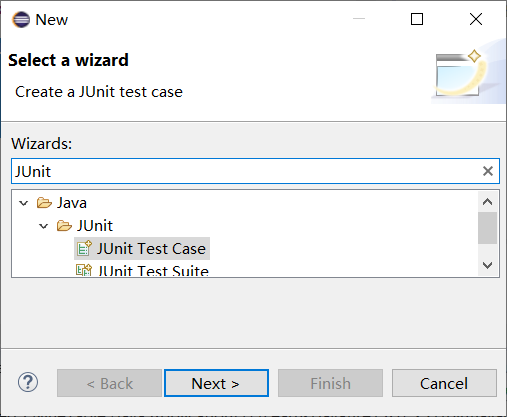 New
Select a wizard
Create a JUnit test case
Wizards:
JUnit
Java
JUnit
JUnit Test Case
JUnit Test Suite
< Back Next > Finish Cancel